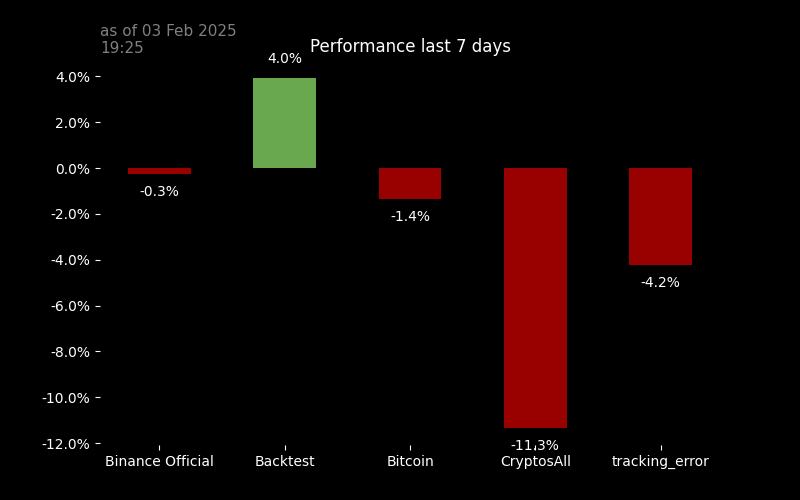 as of 03 Feb 2025
19:25
Performance last 7 days
4.0%
4.0%
2.0%
0.0%
-0.3%
-2.0%
-1.4%
-4.0%
-4.2%
-6.0%
-8.0%
-10.0%
-12.0%
-11.3%
Binance Official
Backtest
Bitcoin
CryptosAll
tracking_error